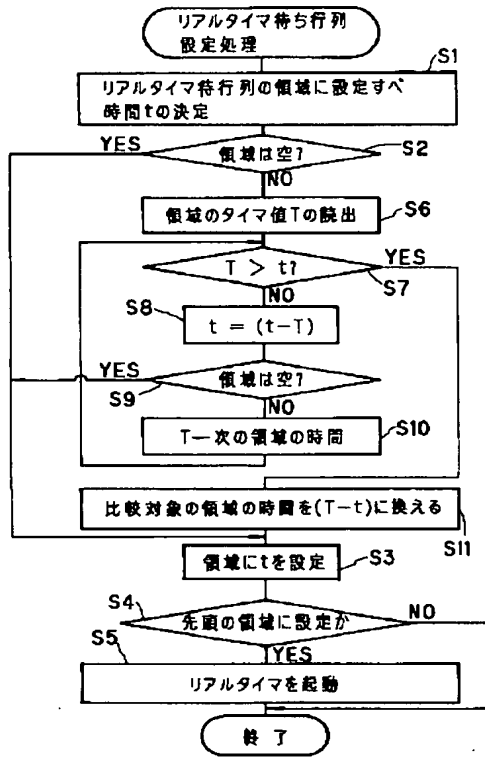 リアルタイマ待ち行列
設定処理
S1
リアルタイマ待行列の領域に設定すべ
時間tの決定
YES
領域は空?
S2
NO
領域のタイマ値Tの読出
S6
T > t?
YES
S7
NO
S8
t = (t-T)
YES
領域は空?
S9
NO
T―次の領域の時間
S10
比較対象の領域の時間を(T-t)に換える
S11
領域にtを設定
S3
S4
先頭の領域に設定か
NO
S5
YES
リアルタイマを起動
終了